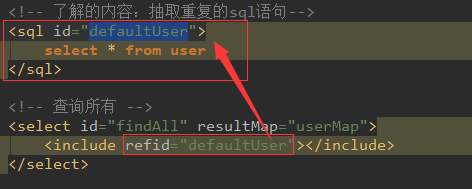 <!-- 了解的内容：抽取重复的sql语句-->
<sql id="defaultUser">
select * from user
</sql>
<!-- 查询所有 -->
<select id="findAll" resultMap="userMap">
<include refid="defaultUser"></include>
</select>